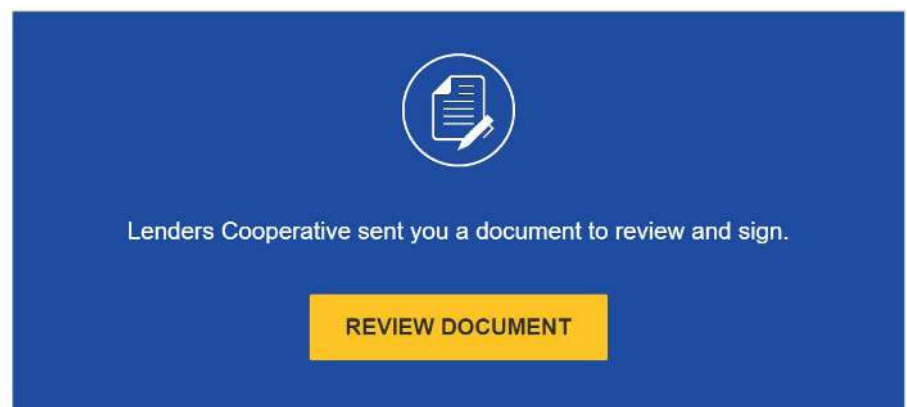 Lenders Cooperative sent you a document to review and sign.
REVIEW DOCUMENT